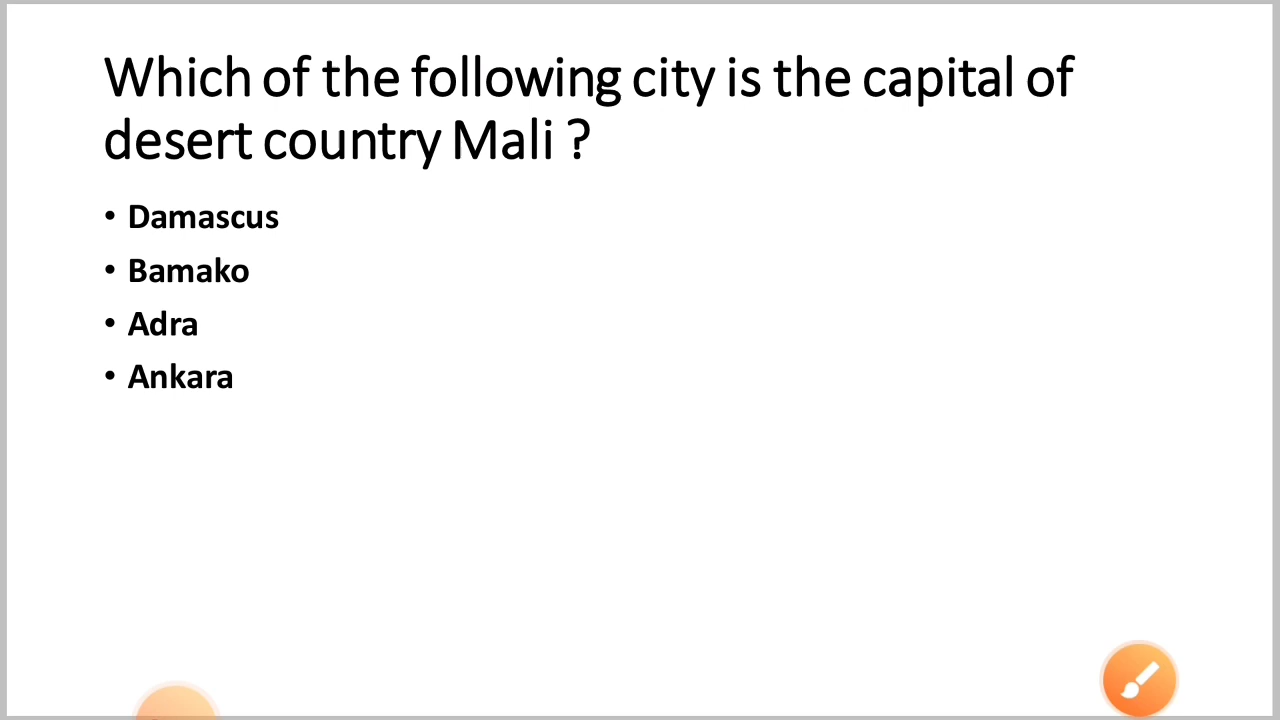 Which of the following city is the capital of
desert country Mali ?
• Damascus
• Bamako
• Adra
• Ankara